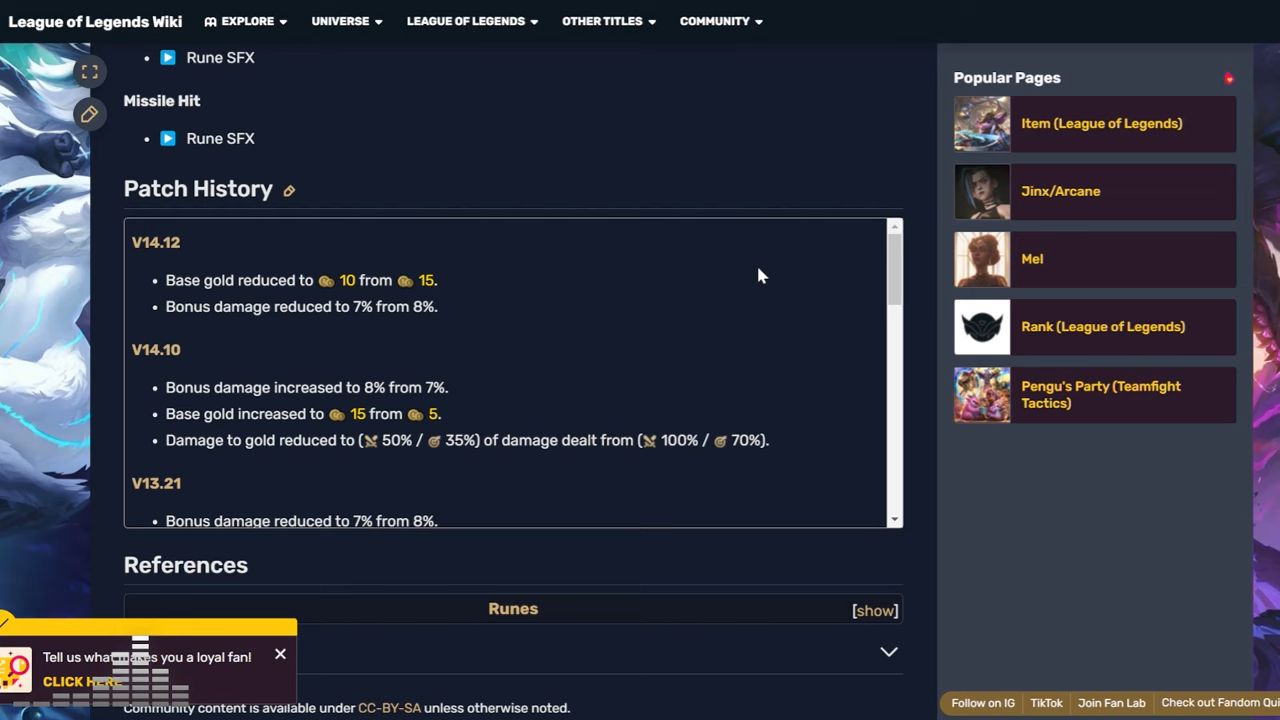 League of Legends Wiki
EXPLORE
UNIVERSE
LEAGUE OF LEGENDS
OTHER TITLES
COMMUNITY
Rune SFX
Missile Hit
Rune SFX
Patch History
V14.12
Base gold reduced to 10 from 15.
Bonus damage reduced to 7% from 8%.
V14.10
Bonus damage increased to 8% from 7%.
Base gold increased to 15 from 5.
Damage to gold reduced to (50% / 35%) of damage dealt from (100% / 70%).
V13.21
Bonus damage reduced to 7% from 8%.
References
Runes
[show]
Community content is available under CC-BY-SA unless otherwise noted.
Tell us what makes you a loyal fan!
CLICK HERE
Popular Pages
Item (League of Legends)
Jinx/Arcane
Mel
Rank (League of Legends)
Pengu's Party (Teamfight
Tactics)
Follow on IG
TikTok
Join Fan Lab
Check out Fandom Qui